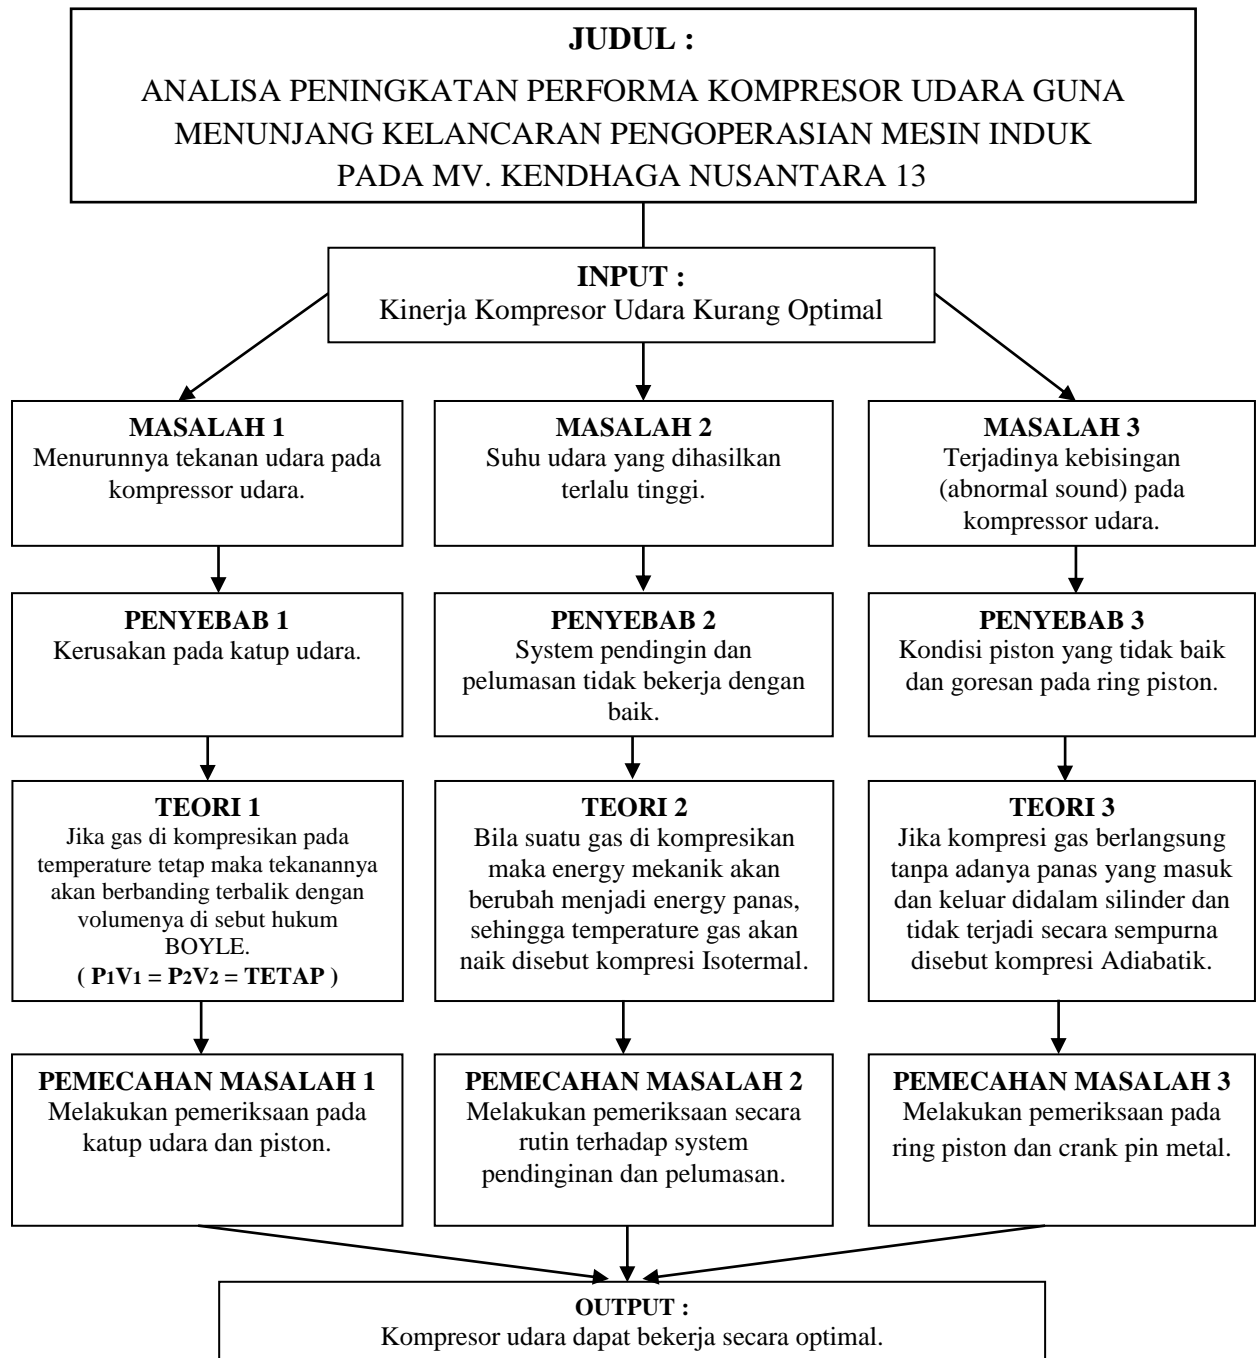 JUDUL :
ANALISA PENINGKATAN PERFORMA KOMPRESOR UDARA GUNA
MENUNJANG KELANCARAN PENGOPERASIAN MESIN INDUK
PADA MV. KENDHAGA NUSANTARA 13
INPUT :
Kinerja Kompresor Udara Kurang Optimal
MASALAH 1
Menurunnya tekanan udara pada
kompressor udara.
MASALAH 2
Suhu udara yang dihasilkan
terlalu tinggi.
MASALAH 3
Terjadinya kebisingan
(abnormal sound) pada
kompressor udara.
PENYEBAB 1
Kerusakan pada katup udara.
PENYEBAB 2
System pendingin dan
pelumasan tidak bekerja dengan
baik.
PENYEBAB 3
Kondisi piston yang tidak baik
dan goresan pada ring piston.
TEORI 1
Jika gas di kompresikan pada
temperature tetap maka tekanannya
akan berbanding terbalik dengan
volumenya di sebut hukum
BOYLE.
( P1V1 = P2V2 = TETAP )
TEORI 2
Bila suatu gas di kompresikan
maka energy mekanik akan
berubah menjadi energy panas,
sehingga temperature gas akan
naik disebut kompresi Isotermal.
TEORI 3
Jika kompresi gas berlangsung
tanpa adanya panas yang masuk
dan keluar didalam silinder dan
tidak terjadi secara sempurna
disebut kompresi Adiabatik.
PEMECAHAN MASALAH 1
Melakukan pemeriksaan pada
katup udara dan piston.
PEMECAHAN MASALAH 2
Melakukan pemeriksaan secara
rutin terhadap system
pendinginan dan pelumasan.
PEMECAHAN MASALAH 3
Melakukan pemeriksaan pada
ring piston dan crank pin metal.
OUTPUT :
Kompresor udara dapat bekerja secara optimal.